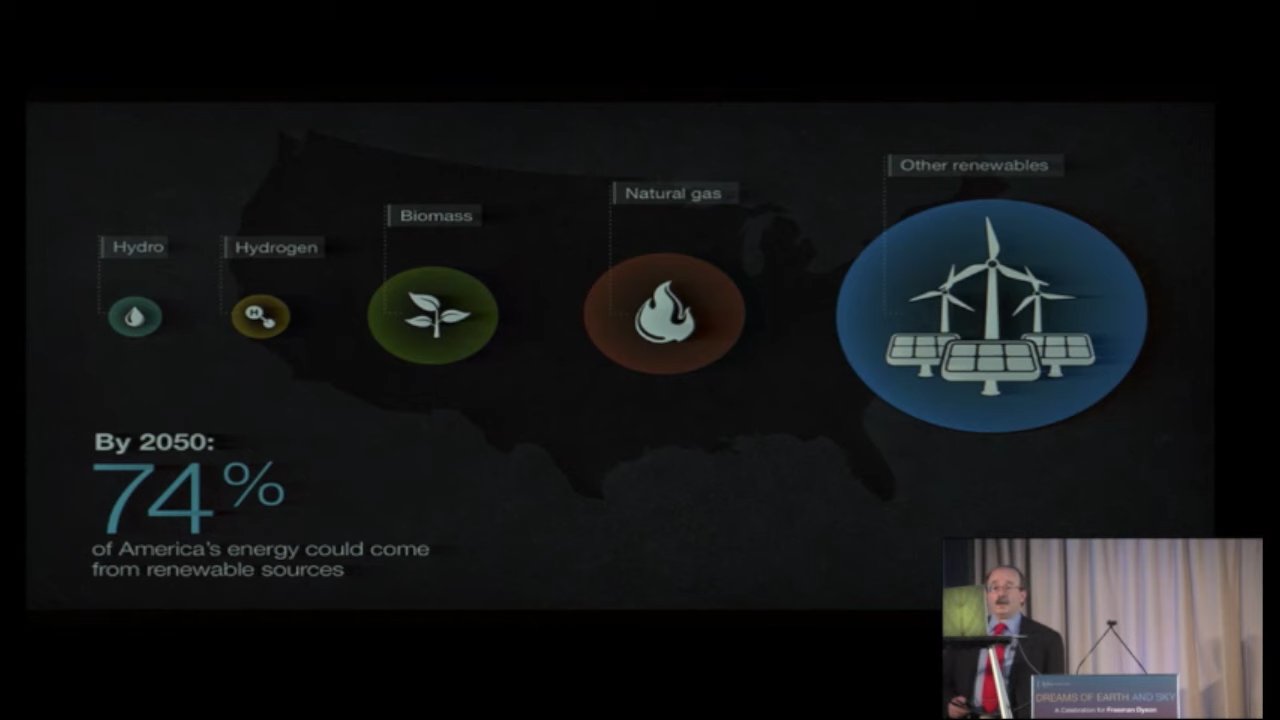 Other renewables
Natural gas
Biomass
Hydro
Hydrogen
H
By 2050:
74%
of America's energy could come
from renewable sources
DREAMS OF EARTH AND SKY
A Celebration for Freeman Dyson